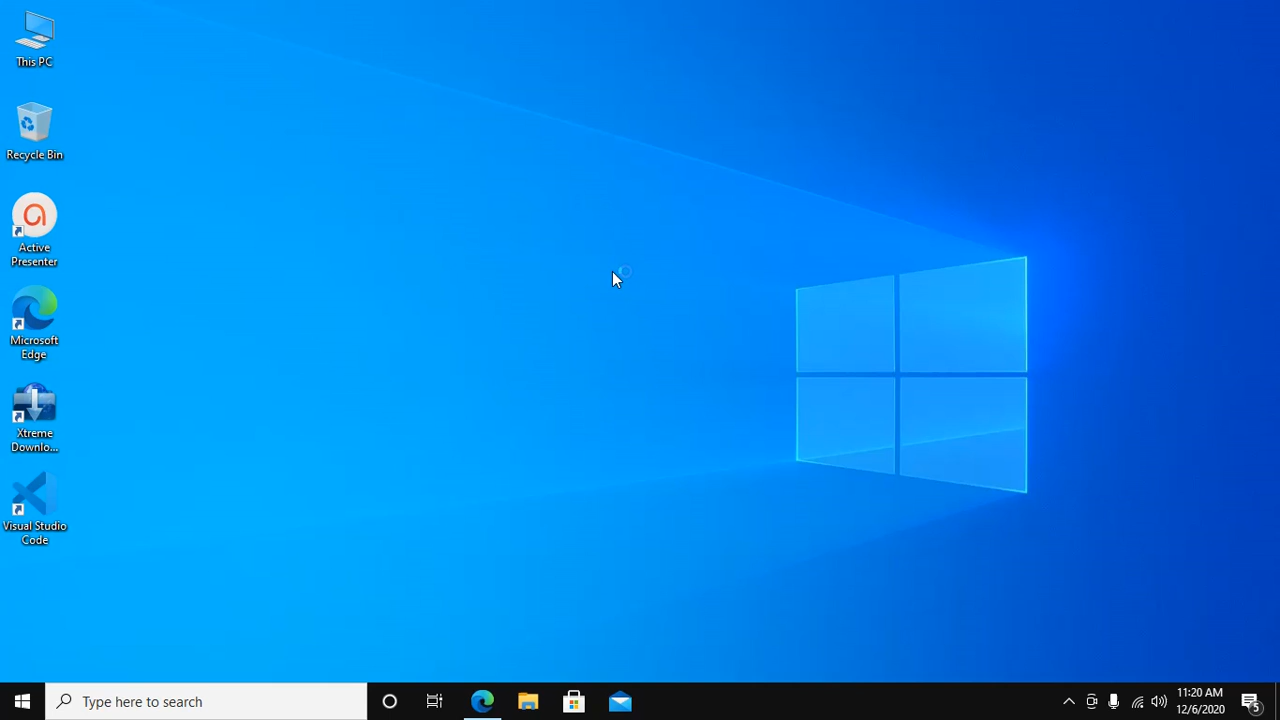 This PC
Recycle Bin
Active
Presenter
Microsoft
Edge
Xtreme
Downlo...
Visual Studio
Code
Type here to search
11:20 AM
12/6/2020
5